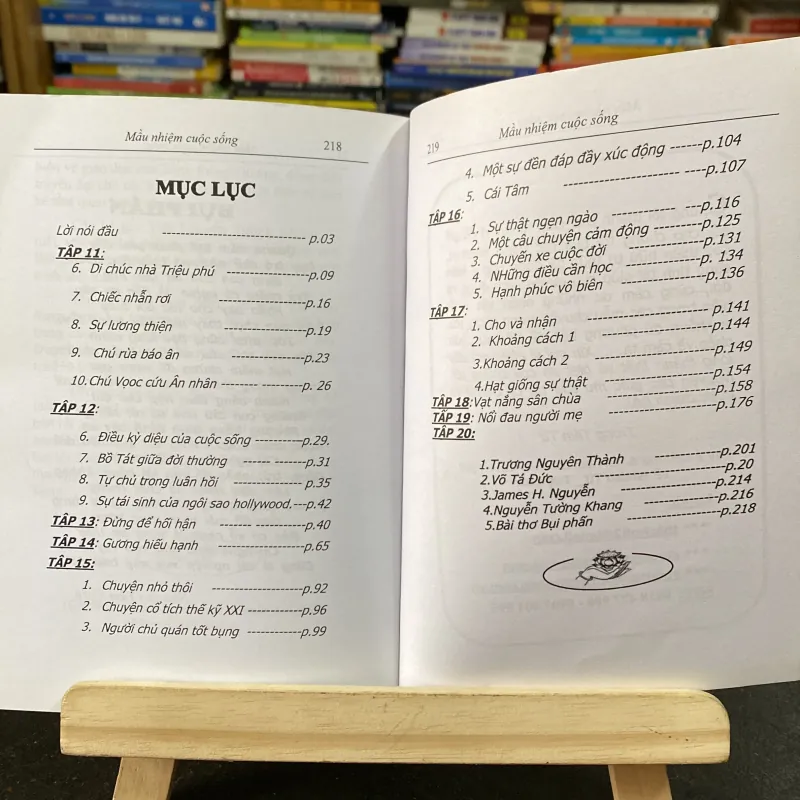 Mầu nhiệm cuộc sống 218
MỤC LỤC
Lời nói đầu -------------------------------- p.03
TẬP 11:
6. Di chúc nhà Triệu phú -------------------p.09
7. Chiếc nhẫn rơi -------------------p.16
8. Sự lương thiện ------------------p.19
9. Chú rùa báo ân ----------------p.23
10.Chú Vọoc cứu Ân nhân -------- ---------p. 26
TẬP 12:
6. Điều kỳ diệu của cuộc sống -----------p.29.
7. Bồ Tát giữa đời thường ------ ------p.31
8. Tự chủ trong luân hồi ---------------p.35
9. Sự tái sinh của ngôi sao hollywood.---p.42
TẬP 13: Đừng để hối hận ------- ---------p.40
TẬP 14: Gương hiếu hạnh ------------------p.65
TẬP 15:
1. Chuyện nhỏ thôi --------------------p.92
2. Chuyện cổ tích thế kỷ XXI ------------p.96
3. Người chủ quán tốt bụng ------------p.99
219 Mầu nhiệm cuộc sống
4. Một sự đền đáp đầy xúc động ------p.104
5. Cái Tâm -------------------- ----p.107
TẬP 16:
1. Sự thật ngẹn ngào ------------ ----p.116
2. Một câu chuyện cảm động -------p.125
3. Chuyến xe cuộc đời --------------p.131
4. NHững điều cần học ------------ p. 134
5. Hạnh phúc vô biên --------------p.136
TẬP 17:
1. Cho và nhận ---------------------p.141
2. Khoảng cách 1 ------------------p.144
3.Khoảng cách 2 -------------------p.149
4.Hạt giống sự thật ----------------p.154
TẬP 18:Vạt nắng sân chùa ----------------p.158
TẬP 19: Nỗi đau người mẹ ----------------p.176
TẬP 20:
1.Trương Nguyên Thành -------------p.201
2.Võ Tá Đức ------------------p.20
3.James H. Nguyễn ----------------p.214
4.Nguyễn Tường Khang ------------p.216
5.Bài thơ Bụi phấn ----------------p.218